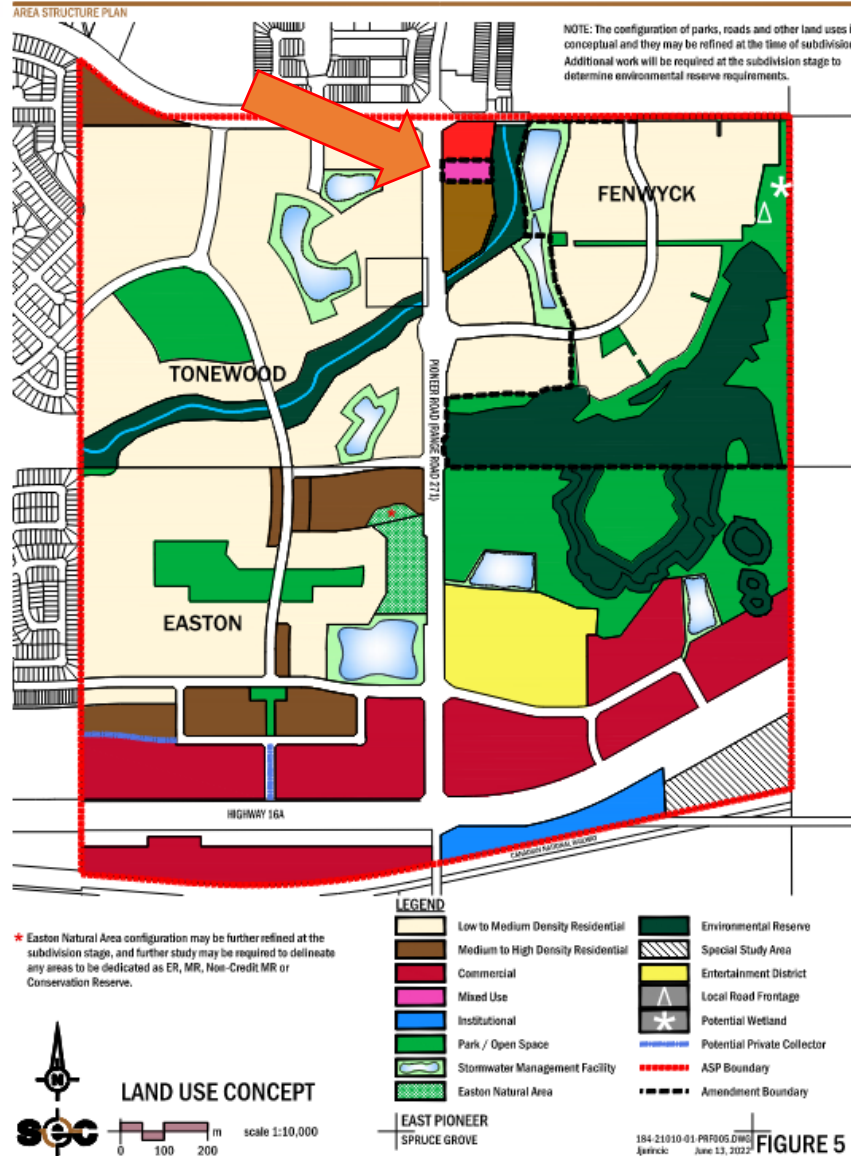 AREA STRUCTURE PLAN
NOTE: The configuration of parks, roads and other land uses i
conceptual and they may be refined at the time of subdivision
Additional work will be required at the subdivision stage to
determine environmental reserve requirements.
FENWYCK
TONEWOOD
PIONEER ROAD (RANGE ROAD 271)
EASTON
HIGHWAY 16A
CANADIAN NATIONAL RAILWAY
* Easton Natural Area configuration may be further refined at the
subdivision stage, and further study may be required to delineate
any areas to be dedicated as ER, MR, Non-Credit MR or
Conservation Reserve.
LEGEND
Low to Medium Density Residential
Medium to High Density Residential
Commercial
Mixed Use
Institutional
Park / Open Space
Stormwater Management Facility
Easton Natural Area
Environmental Reserve
Special Study Area
Entertainment District
Local Road Frontage
Potential Wetland
Potential Private Collector
ASP Boundary
Amendment Boundary
N
LAND USE CONCEPT
0 100 200 m scale 1:10,000
EAST PIONEER
SPRUCE GROVE
184-21010-01-PRF005.DWG
Jjerincic June 13, 2022
FIGURE 5